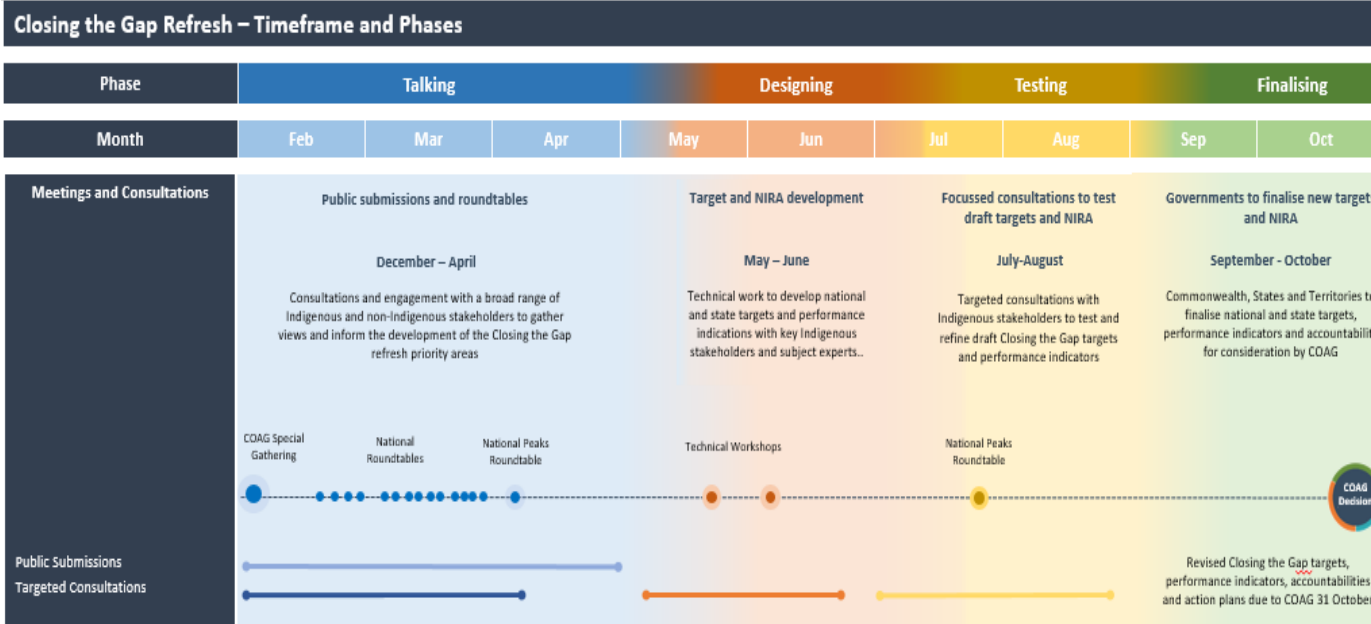 Closing the Gap Refresh – Timeframe and Phases
Phase
Talking
Designing
Testing
Finalising
Month
Feb
Mar
Apr
May
Jun
Jul
Aug
Sep
Oct
Meetings and Consultations
Public submissions and roundtables
December – April
Consultations and engagement with a broad range of
Indigenous and non-Indigenous stakeholders to gather
views and inform the development of the Closing the Gap
refresh priority areas
Target and NIRA development
May – June
Technical work to develop national
and state targets and performance
indications with key Indigenous
stakeholders and subject experts..
Focussed consultations to test
draft targets and NIRA
July-August
Targeted consultations with
Indigenous stakeholders to test and
refine draft Closing the Gap targets
and performance indicators
Governments to finalise new target
and NIRA
September - October
Commonwealth, States and Territories t
finalise national and state targets,
performance indicators and accountabilit
for consideration by COAG
COAG Special
Gathering
National
Roundtables
National Peaks
Roundtable
Technical Workshops
National Peaks
Roundtable
COAG
Decision
Public Submissions
Targeted Consultations
Revised Closing the Gap targets,
performance indicators, accountabilities
and action plans due to COAG 31 October